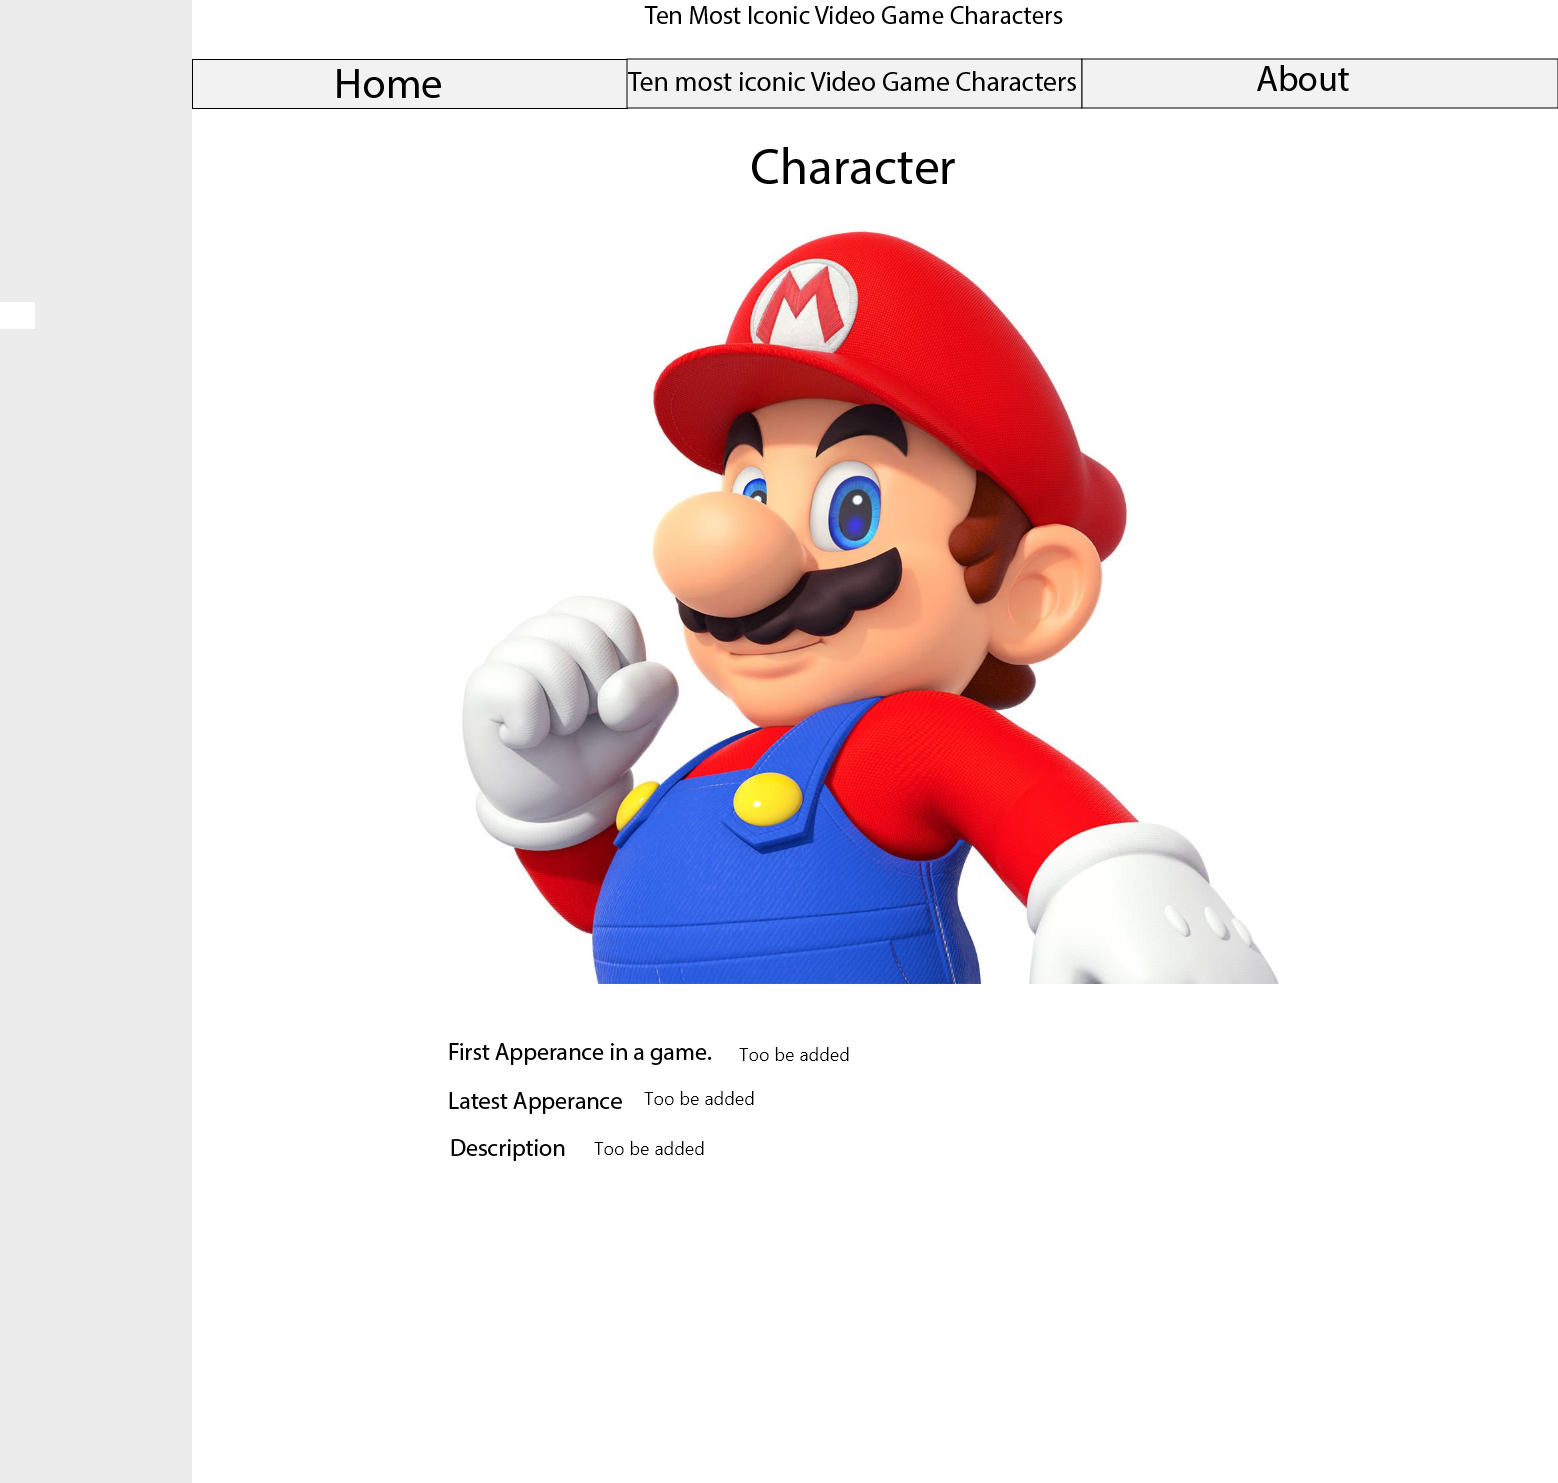 Ten Most Iconic Video Game Characters
Home
Ten most iconic Video Game Characters
About
Character
M
First Apperance in a game. Too be added
Latest Apperance Too be added
Description Too be added